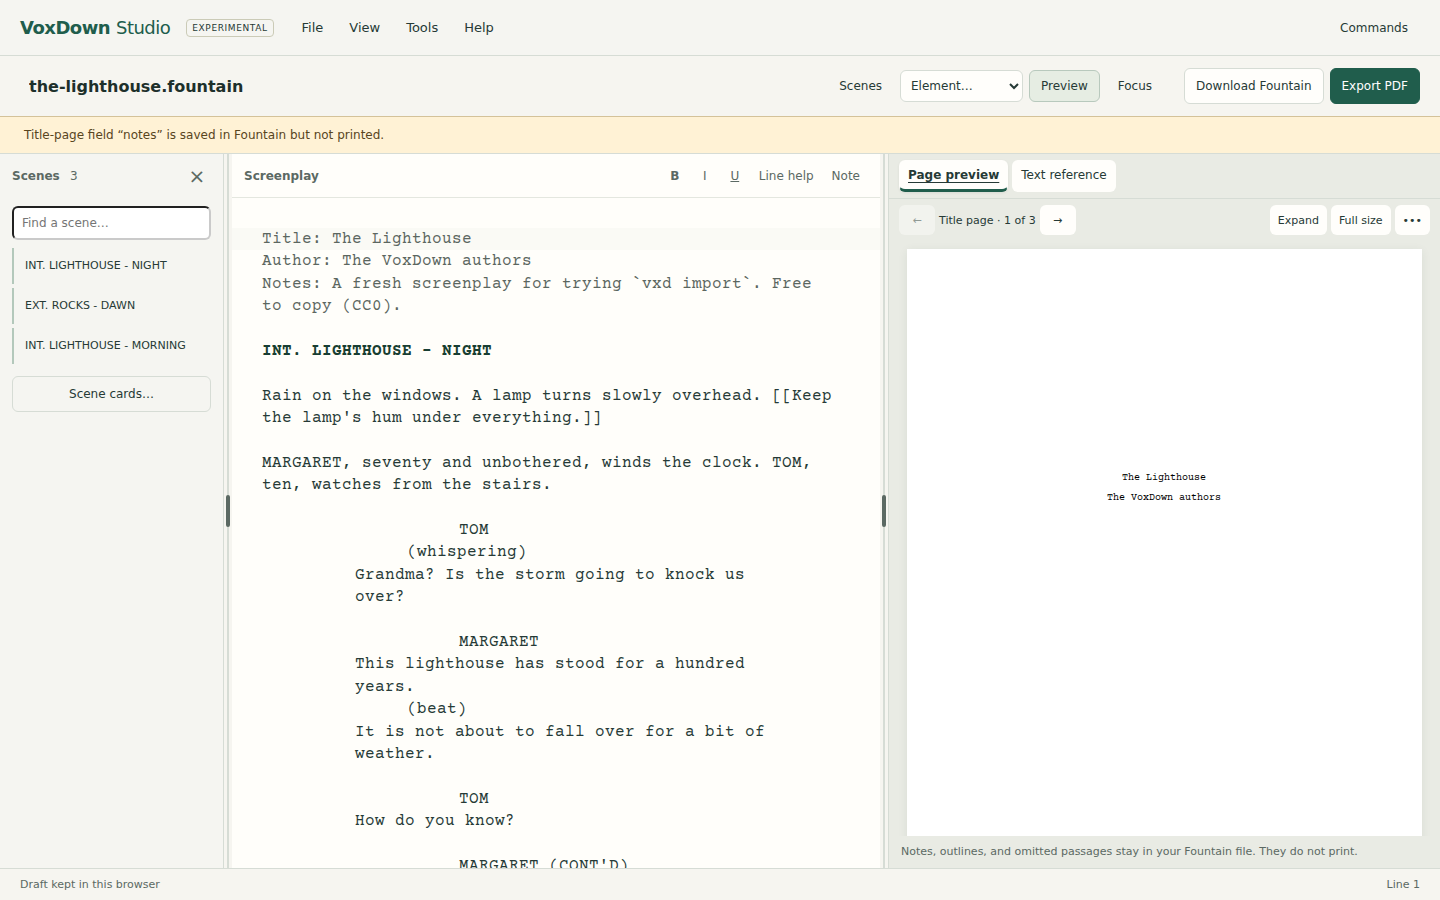 VoxDown Studio EXPERIMENTAL File View Tools Help Commands
the-lighthouse.fountain Scenes Element... Preview Focus Download Fountain Export PDF
Title-page field “notes” is saved in Fountain but not printed.
Scenes 3 ×
Find a scene...
INT. LIGHTHOUSE - NIGHT
EXT. ROCKS - DAWN
INT. LIGHTHOUSE - MORNING
Scene cards...
Screenplay B I U Line help Note
Title: The Lighthouse
Author: The VoxDown authors
Notes: A fresh screenplay for trying `vxd import`. Free
to copy (CC0).
INT. LIGHTHOUSE - NIGHT
Rain on the windows. A lamp turns slowly overhead. [[Keep
the lamp's hum under everything.]]
MARGARET, seventy and unbothered, winds the clock. TOM,
ten, watches from the stairs.
TOM
(whispering)
Grandma? Is the storm going to knock us
over?
MARGARET
This lighthouse has stood for a hundred
years.
(beat)
It is not about to fall over for a bit of
weather.
TOM
How do you know?
MARGARET (CONT'D)
Page preview Text reference
← Title page · 1 of 3 → Expand Full size •••
The Lighthouse
The VoxDown authors
Notes, outlines, and omitted passages stay in your Fountain file. They do not print.
Draft kept in this browser Line 1